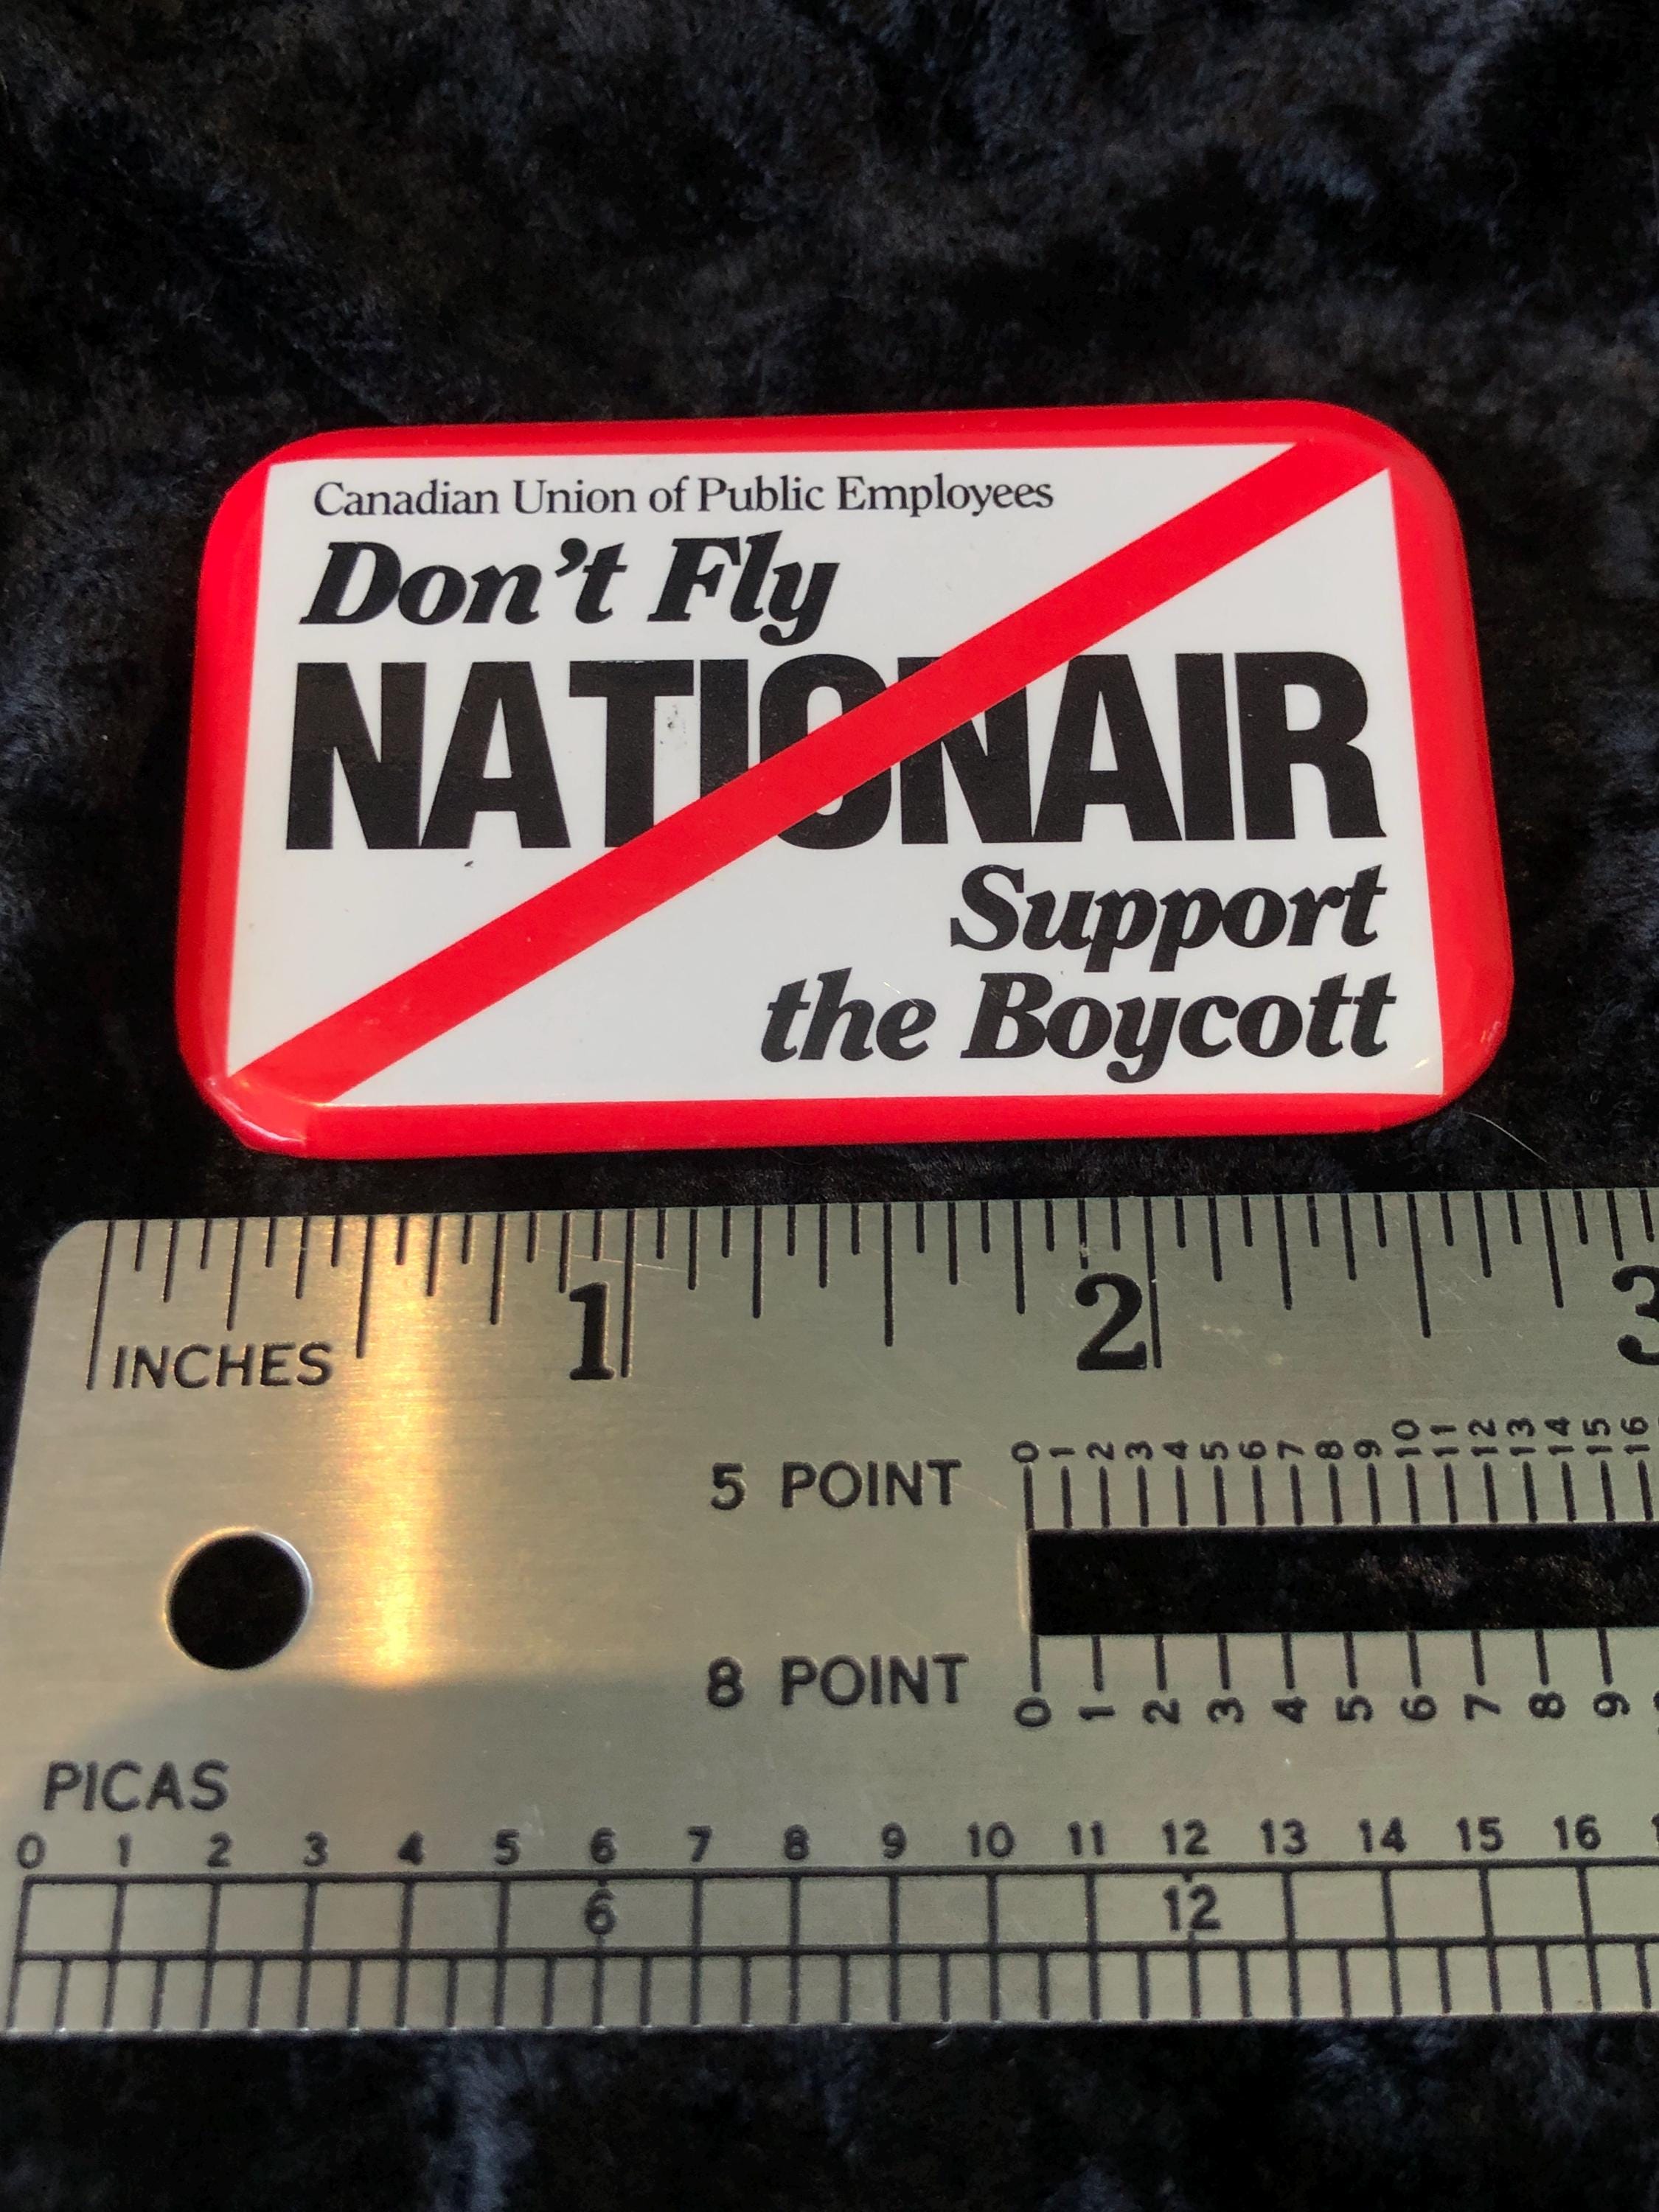 Canadian Union of Public Employees
Don't Fly
NATIONAIR
Support
the Boycott
1 2 3
INCHES
0 1 2 3 4 5 6 7 8 9 10 11 12 13 14 15 16
5 POINT
8 POINT
0 1 2 3 4 5 6 7 8 9
PICAS
0 1 2 3 4 5 6 7 8 9 10 11 12 13 14 15 16
6 12